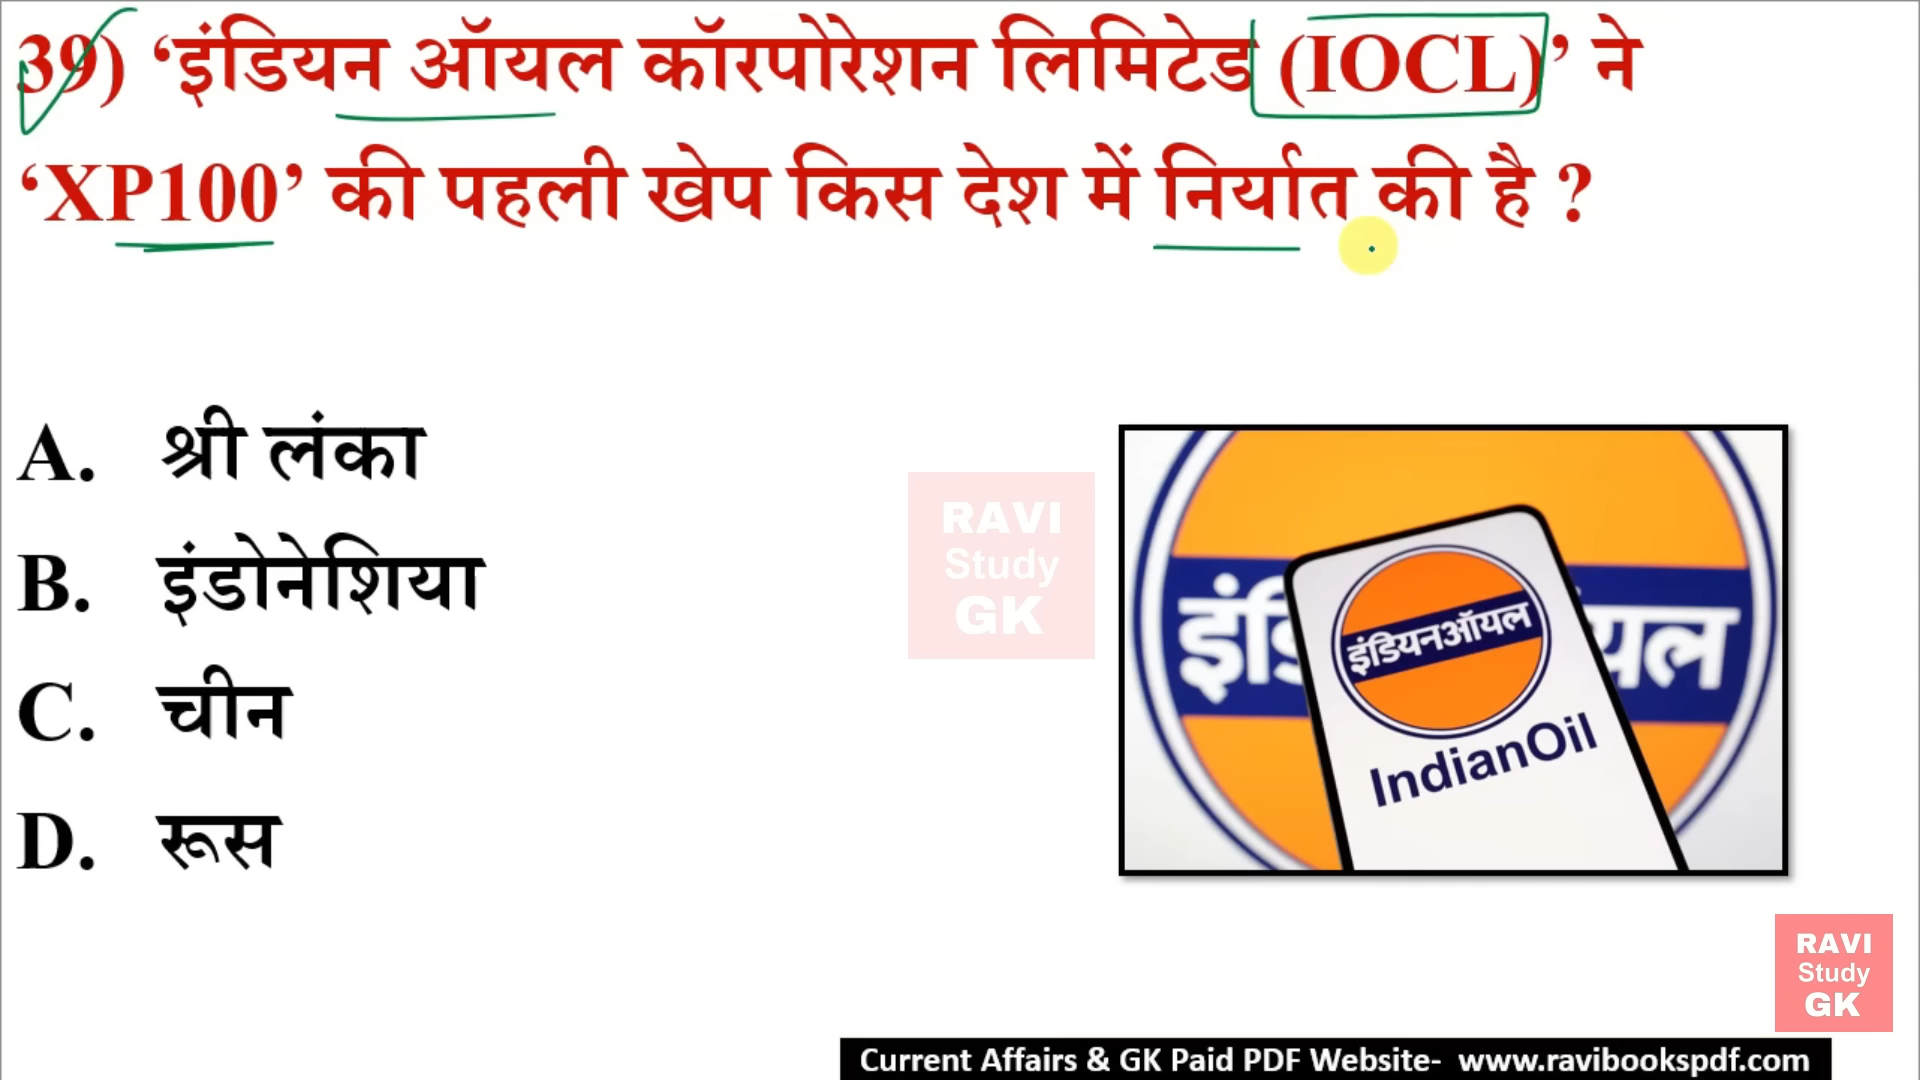 39) ‘इंडियन ऑयल कॉरपोरेशन लिमिटेड (IOCL)’ ने
‘XP100’ की पहली खेप किस देश में निर्यात की है ?
A. श्री लंका
B. इंडोनेशिया
C. चीन
D. रूस
RAVI
Study
GK
इंडि
यल
इंडियनऑयल
IndianOil
RAVI
Study
GK
Current Affairs & GK Paid PDF Website- www.ravibookspdf.com